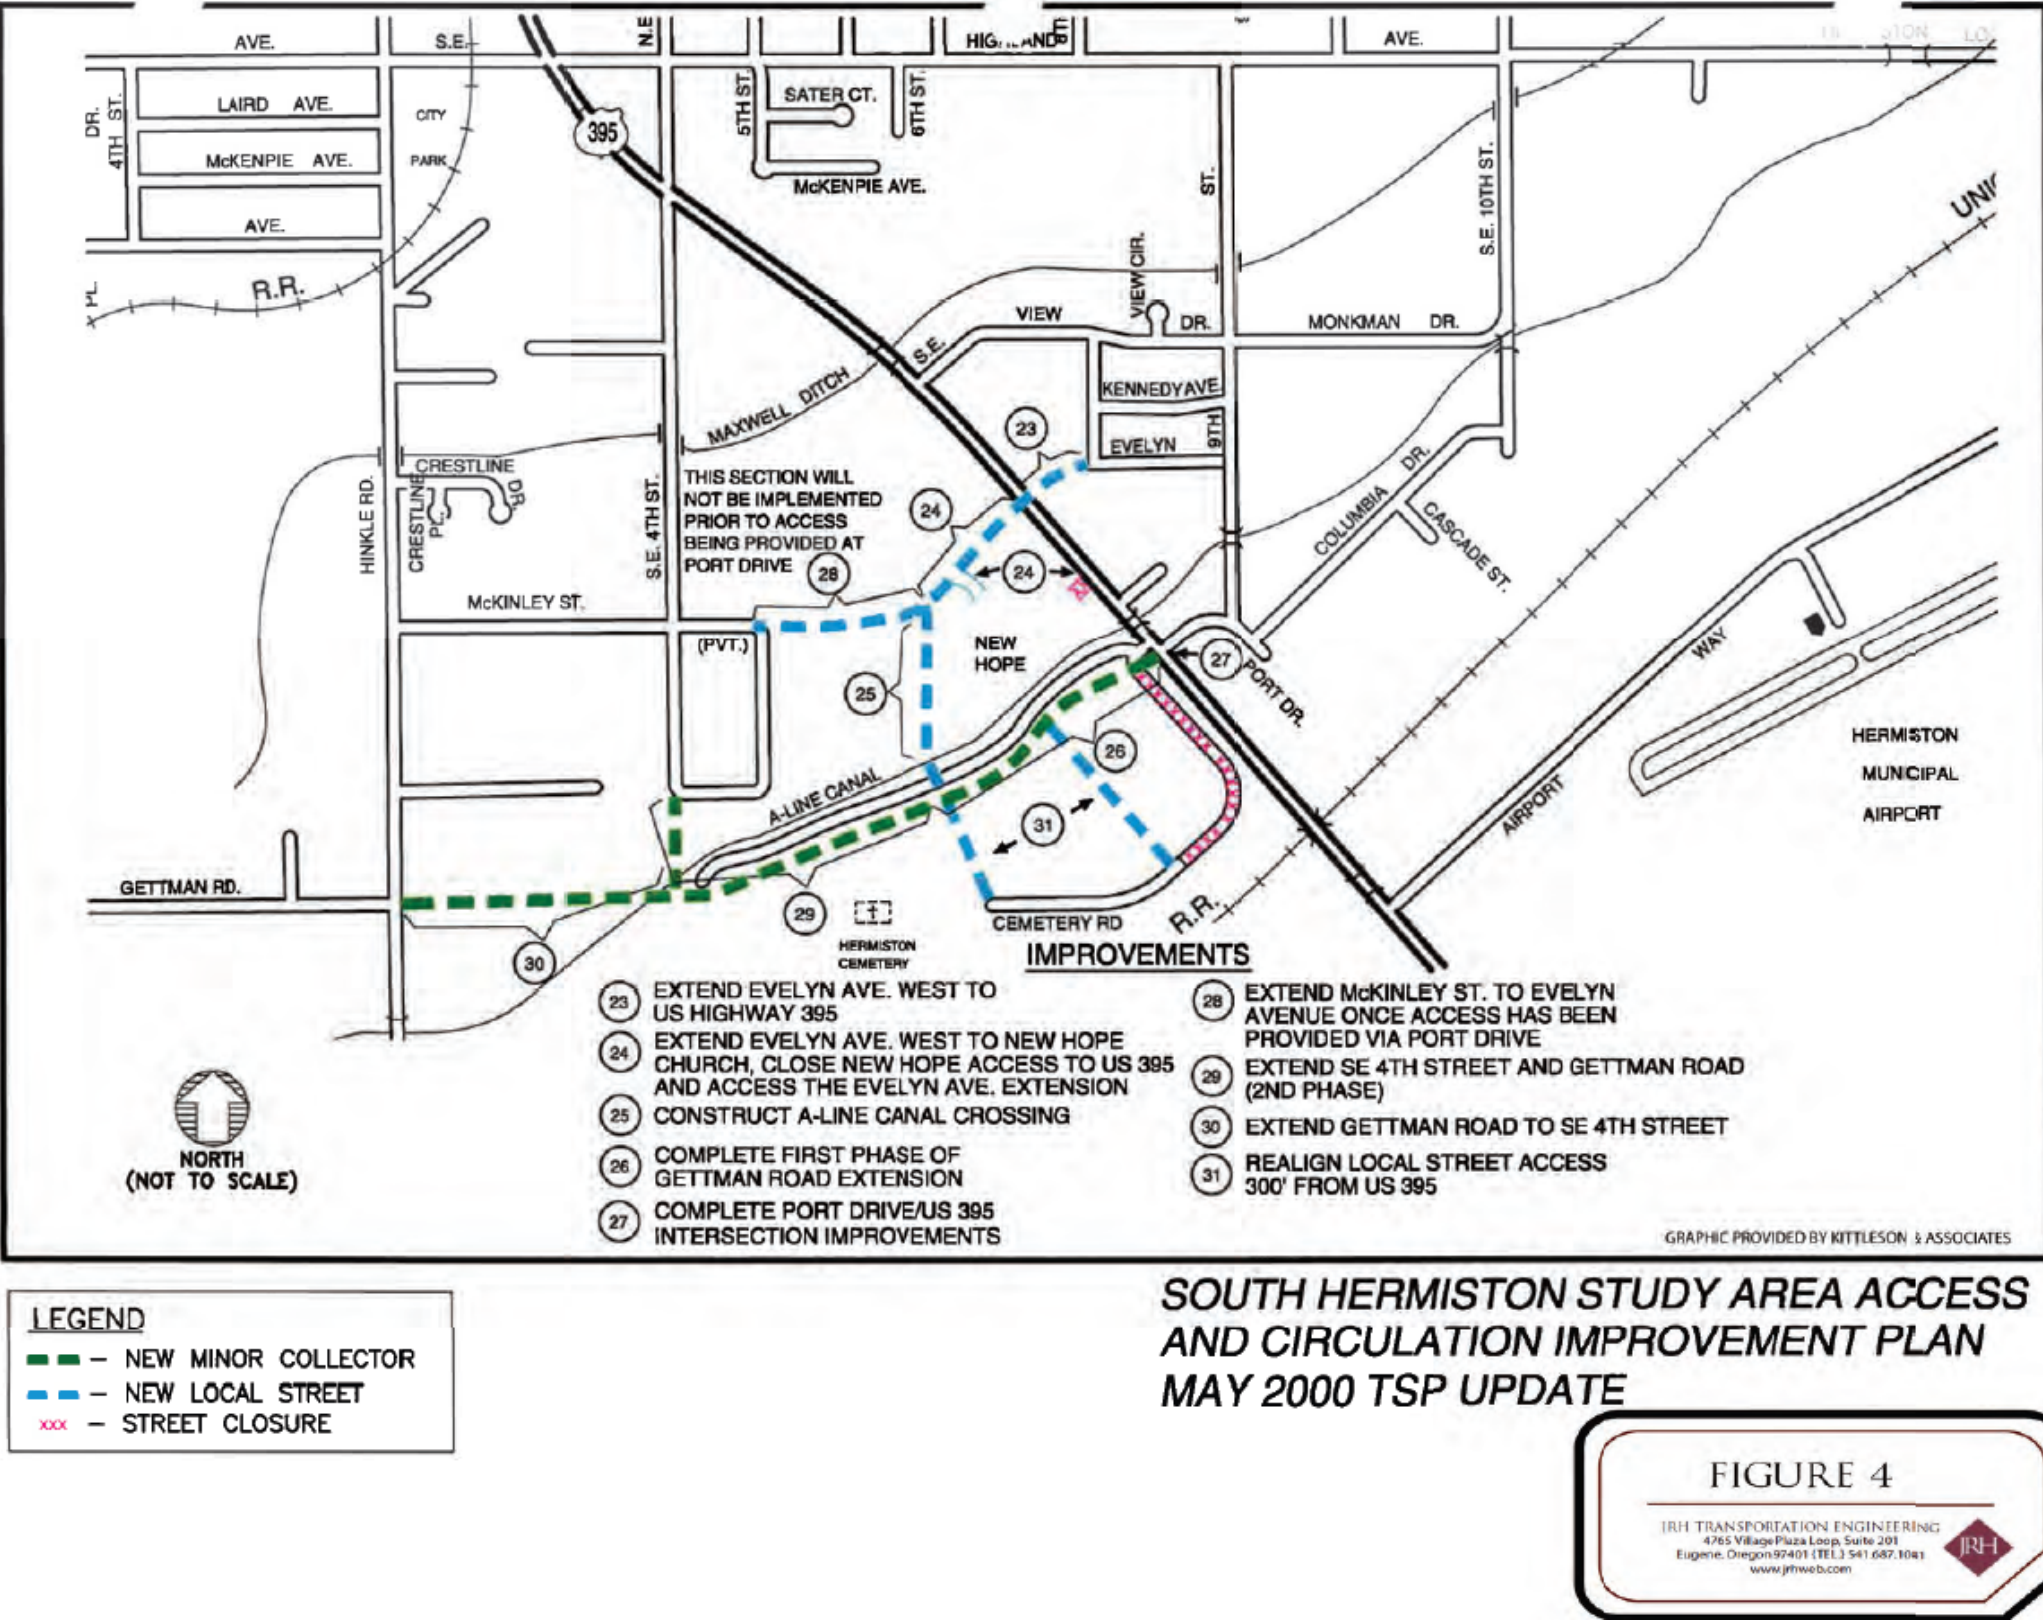 AVE.
S.E.
N.E
HIGHLAND
8TH
AVE.
DR.
4TH ST.
LAIRD AVE.
CITY
PARK
McKENPIE AVE.
AVE.
PL.
R.R.
395
5TH ST.
SATER CT.
6TH ST.
McKENPIE AVE.
ST.
S.E. 10TH ST.
UNI
VIEW CIR.
S.E.
VIEW
DR.
MONKMAN DR.
MAXWELL DITCH
KENNEDY AVE
9TH
EVELYN
23
HINKLE RD.
CRESTLINE
DR.
CRESTLINE
PL.
S.E. 4TH ST.
THIS SECTION WILL
NOT BE IMPLEMENTED
PRIOR TO ACCESS
BEING PROVIDED AT
PORT DRIVE
28
24
24
COLUMBIA DR.
CASCADE ST.
McKINLEY ST.
(PVT.)
NEW
HOPE
25
27
PORT DR.
WAY
AIRPORT
HERMISTON
MUNICIPAL
AIRPORT
26
A-LINE CANAL
31
GETTMAN RD.
29
HERMISTON
CEMETERY
CEMETERY RD
R.R.
30
IMPROVEMENTS
23 EXTEND EVELYN AVE. WEST TO
US HIGHWAY 395
24 EXTEND EVELYN AVE. WEST TO NEW HOPE
CHURCH, CLOSE NEW HOPE ACCESS TO US 395
AND ACCESS THE EVELYN AVE. EXTENSION
25 CONSTRUCT A-LINE CANAL CROSSING
26 COMPLETE FIRST PHASE OF
GETTMAN ROAD EXTENSION
27 COMPLETE PORT DRIVE/US 395
INTERSECTION IMPROVEMENTS
28 EXTEND McKINLEY ST. TO EVELYN
AVENUE ONCE ACCESS HAS BEEN
PROVIDED VIA PORT DRIVE
29 EXTEND SE 4TH STREET AND GETTMAN ROAD
(2ND PHASE)
30 EXTEND GETTMAN ROAD TO SE 4TH STREET
31 REALIGN LOCAL STREET ACCESS
300' FROM US 395
NORTH
(NOT TO SCALE)
GRAPHIC PROVIDED BY KITTLESON & ASSOCIATES
LEGEND
– NEW MINOR COLLECTOR
– NEW LOCAL STREET
xxx – STREET CLOSURE
SOUTH HERMISTON STUDY AREA ACCESS
AND CIRCULATION IMPROVEMENT PLAN
MAY 2000 TSP UPDATE
FIGURE 4
JRH TRANSPORTATION ENGINEERING
4765 Village Plaza Loop, Suite 201
Eugene, Oregon 97401 (TEL.) 541.687.1081
www.jrhweb.com
JRH